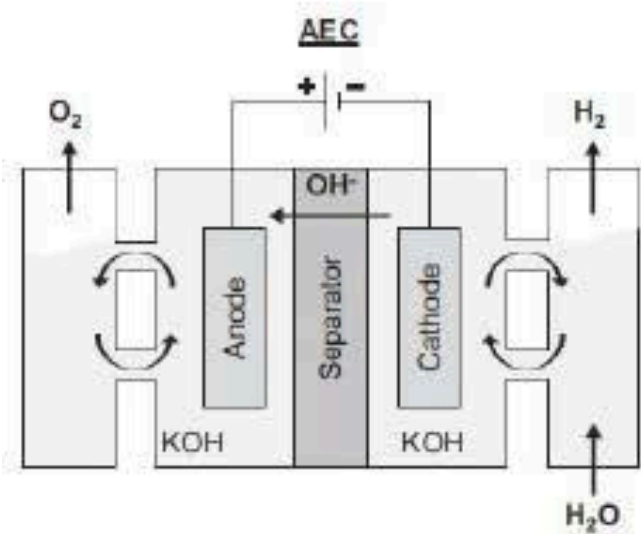 AEC
+ −
O₂
H₂
OH⁻
Anode
Separator
Cathode
KOH
KOH
H₂O